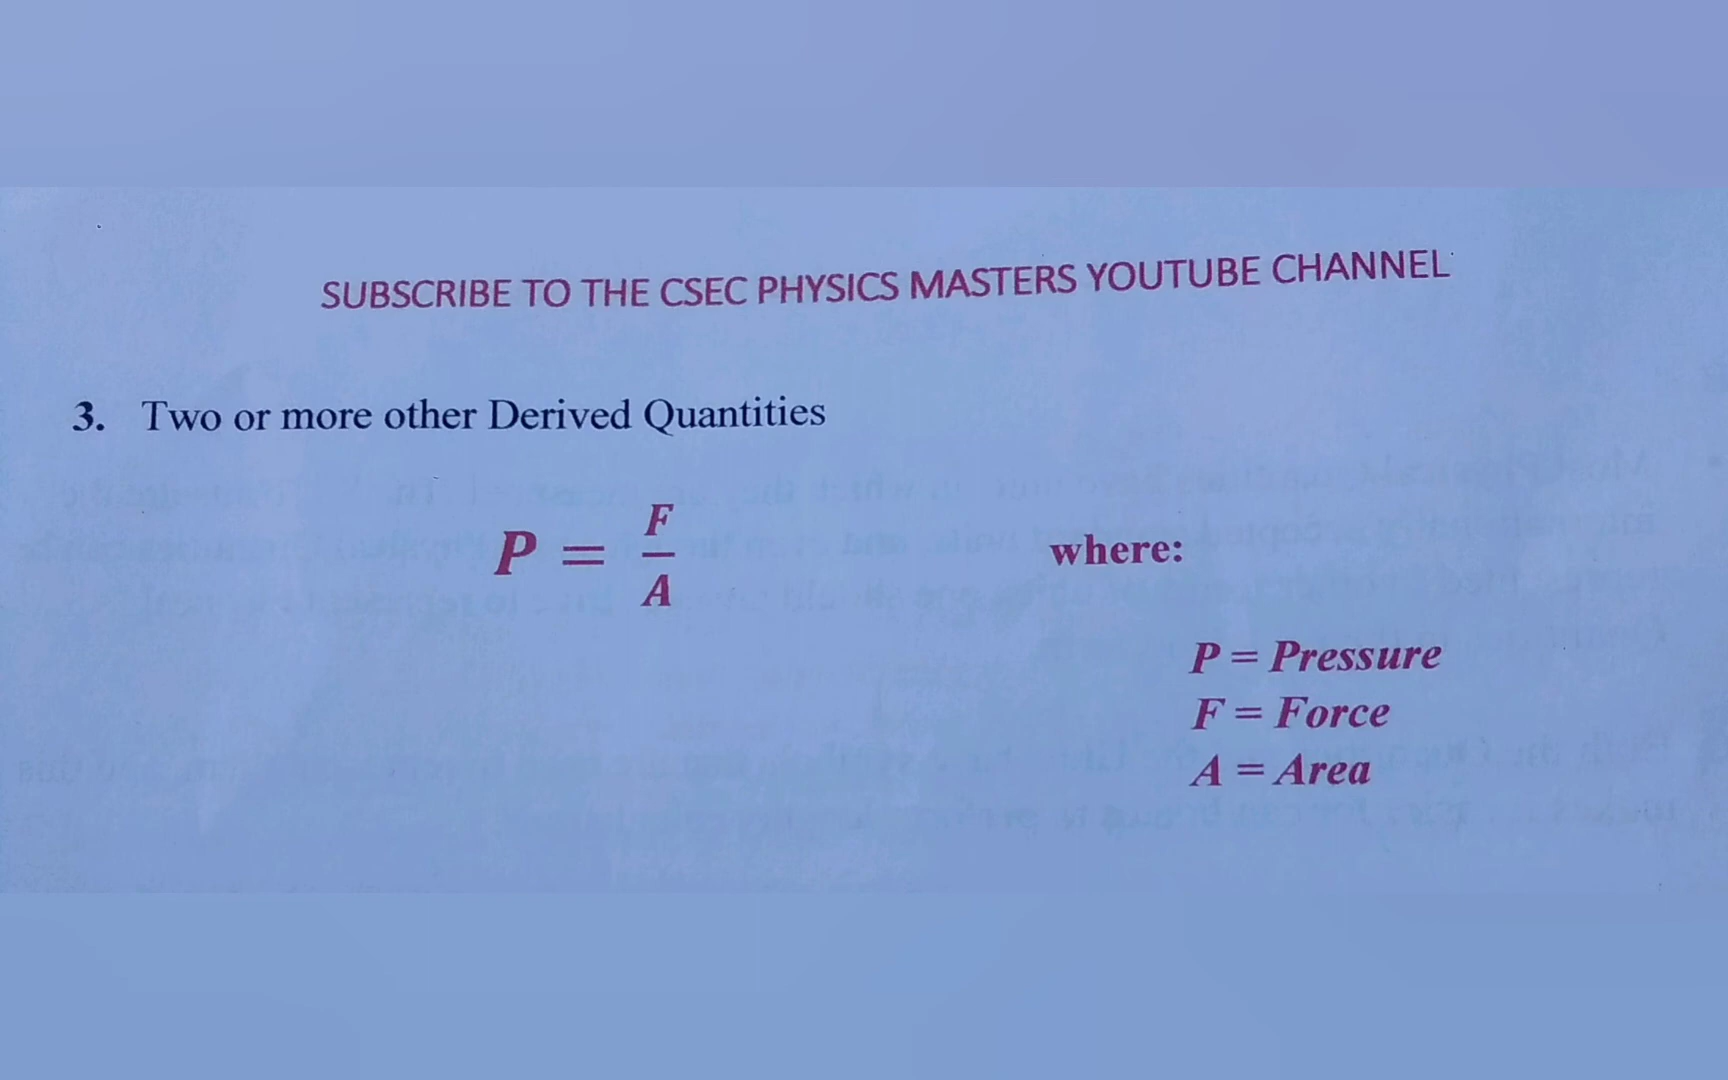 SUBSCRIBE TO THE CSEC PHYSICS MASTERS YOUTUBE CHANNEL
3. Two or more other Derived Quantities
P = F/A where:
P = Pressure
F = Force
A = Area